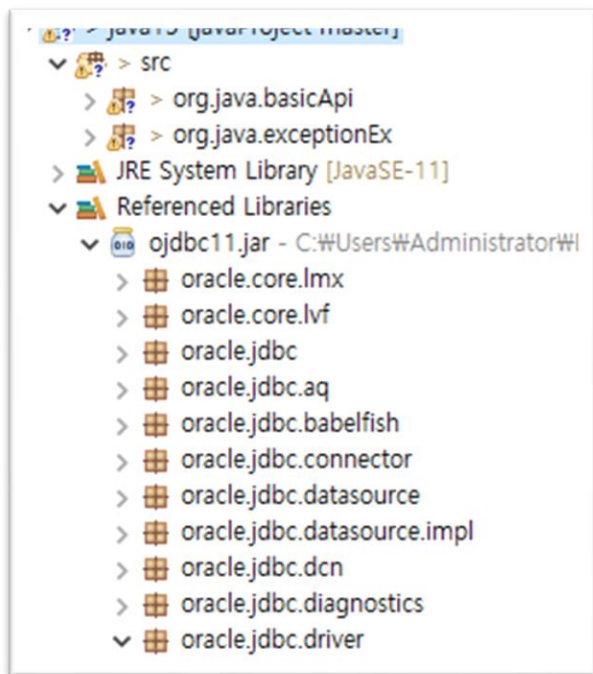 > src
> org.java.basicApi
> org.java.exceptionEx
JRE System Library [JavaSE-11]
Referenced Libraries
ojdbc11.jar - C:₩Users₩Administrator₩
oracle.core.lmx
oracle.core.lvf
oracle.jdbc
oracle.jdbc.aq
oracle.jdbc.babelfish
oracle.jdbc.connector
oracle.jdbc.datasource
oracle.jdbc.datasource.impl
oracle.jdbc.dcn
oracle.jdbc.diagnostics
oracle.jdbc.driver